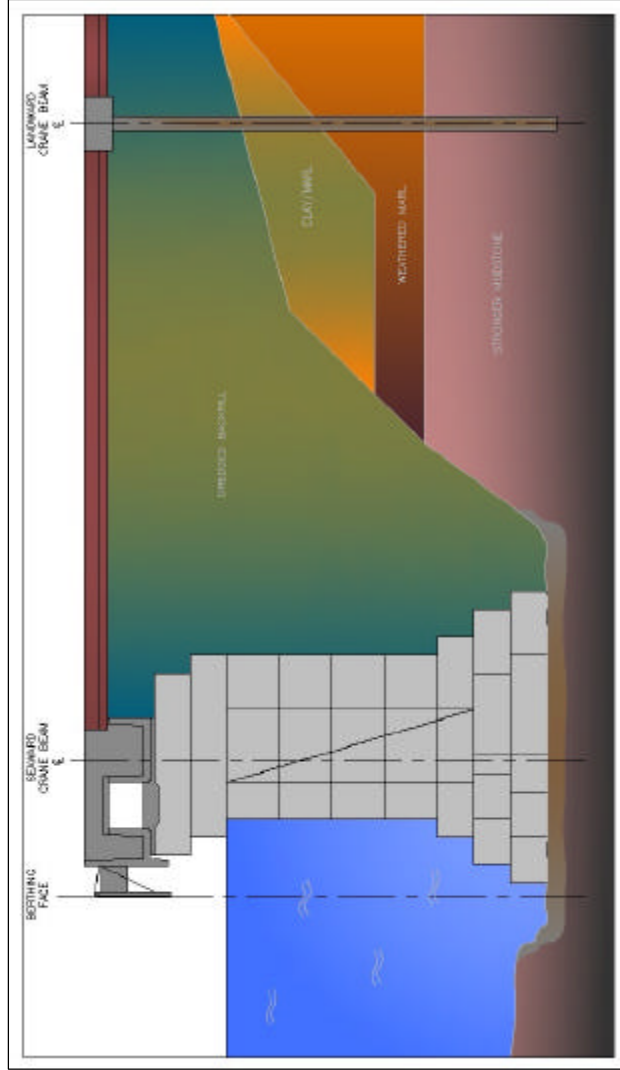 LANDWARD
CRANE BEAM
℄
CLAY/MARL
WEATHERED MARL
STRONGER MUDSTONE
DREDGED BACKFILL
SEAWARD
CRANE BEAM
℄
BERTHING
FACE